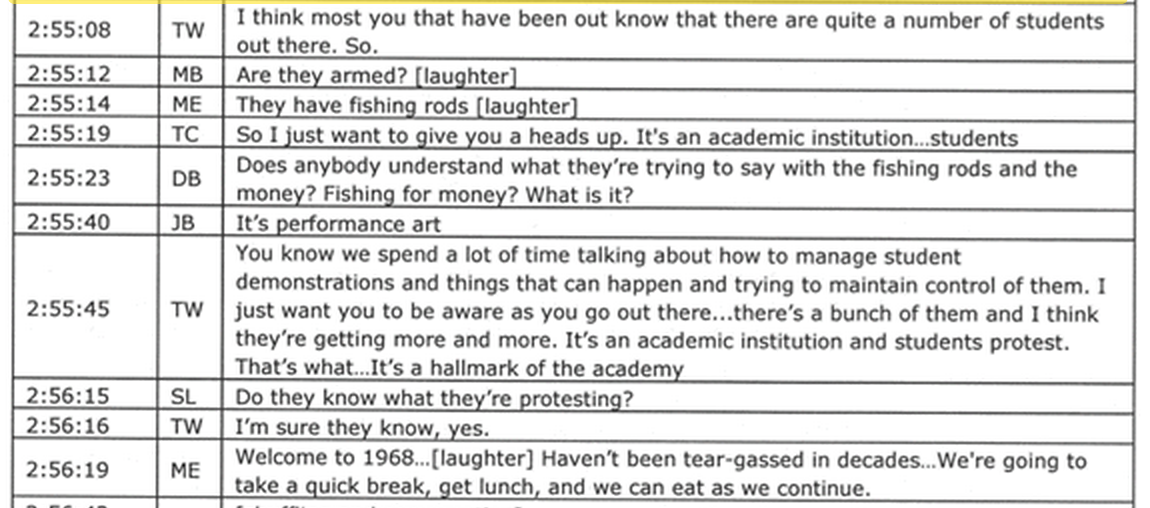 2:55:08 TW I think most you that have been out know that there are quite a number of students
out there. So.
2:55:12 MB Are they armed? [laughter]
2:55:14 ME They have fishing rods [laughter]
2:55:19 TC So I just want to give you a heads up. It's an academic institution...students
2:55:23 DB Does anybody understand what they're trying to say with the fishing rods and the
money? Fishing for money? What is it?
2:55:40 JB It's performance art
2:55:45 TW You know we spend a lot of time talking about how to manage student
demonstrations and things that can happen and trying to maintain control of them. I
just want you to be aware as you go out there...there's a bunch of them and I think
they're getting more and more. It's an academic institution and students protest.
That's what...It's a hallmark of the academy
2:56:15 SL Do they know what they're protesting?
2:56:16 TW I'm sure they know, yes.
2:56:19 ME Welcome to 1968...[laughter] Haven't been tear-gassed in decades...We're going to
take a quick break, get lunch, and we can eat as we continue.